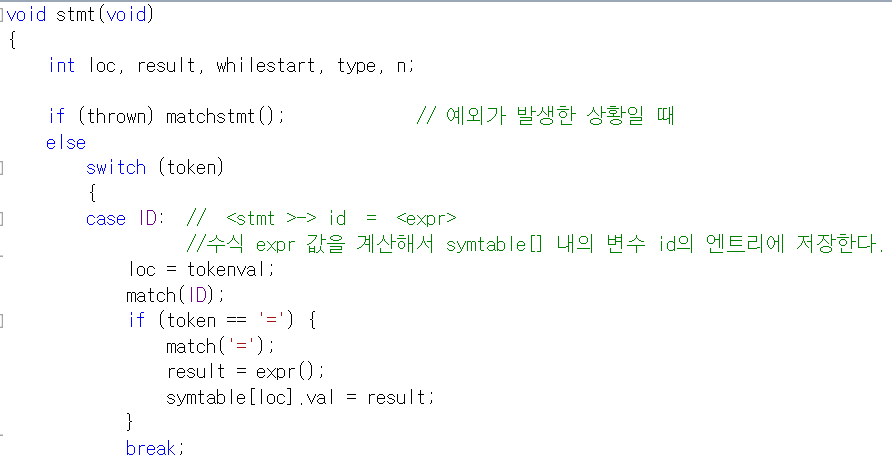 void stmt(void)
{
int loc, result, whilestart, type, n;
if (thrown) matchstmt(); // 예외가 발생한 상황일 때
else
switch (token)
{
case ID: // <stmt >-> id = <expr>
//수식 expr 값을 계산해서 symtable[] 내의 변수 id의 엔트리에 저장한다.
loc = tokenval;
match(ID);
if (token == '=') {
match('=');
result = expr();
symtable[loc].val = result;
}
break;